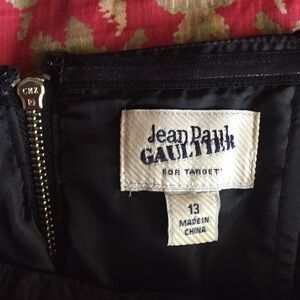 Jean Paul
GAULTIER
FOR TARGET
13
MADE IN
CHINA